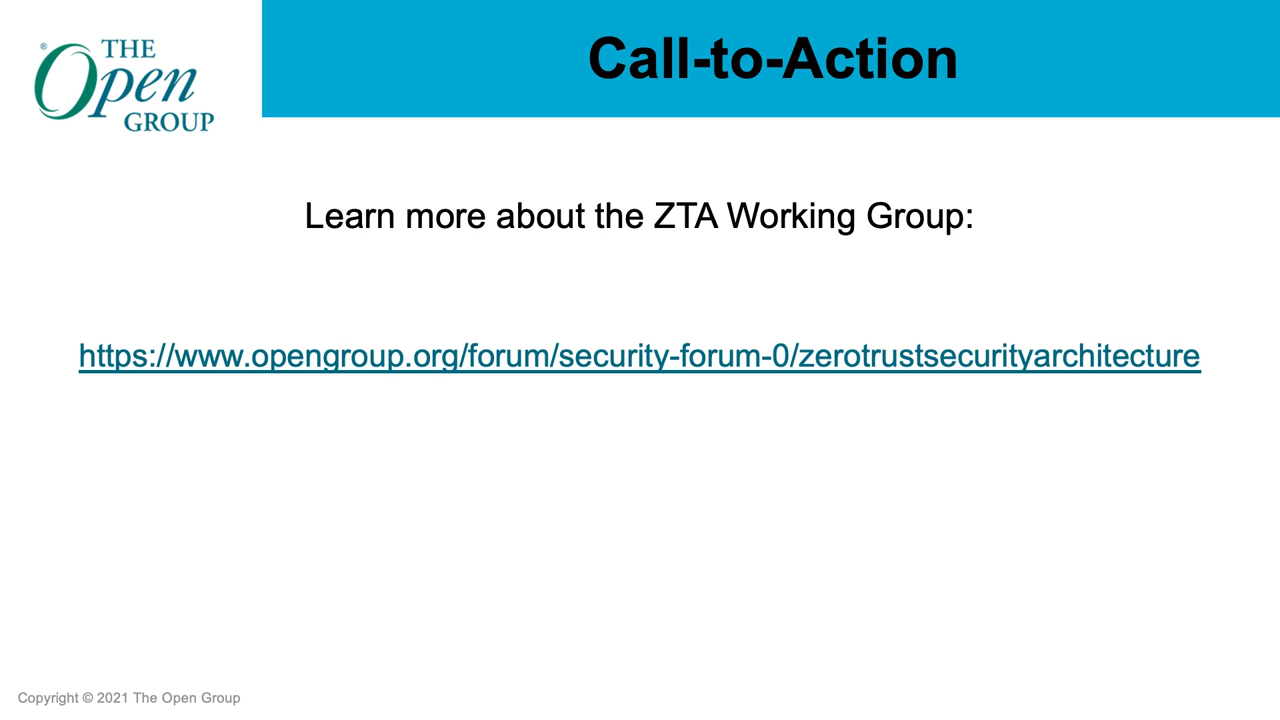 ® THE
Open
GROUP
Call-to-Action
Learn more about the ZTA Working Group:
https://www.opengroup.org/forum/security-forum-0/zerotrustsecurityarchitecture
Copyright © 2021 The Open Group